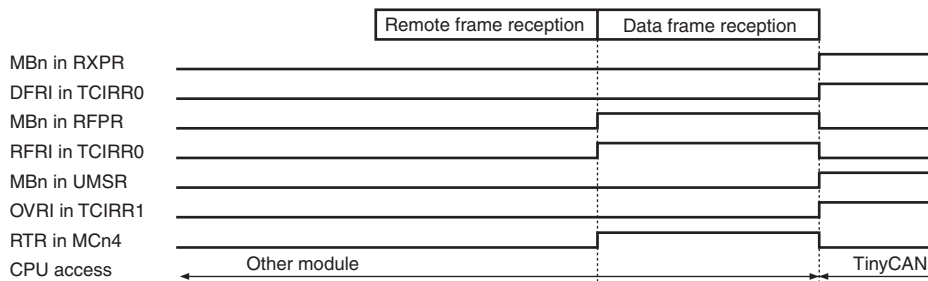 Remote frame reception Data frame reception
MBn in RXPR
DFRI in TCIRR0
MBn in RFPR
RFRI in TCIRR0
MBn in UMSR
OVRI in TCIRR1
RTR in MCn4
CPU access Other module TinyCAN